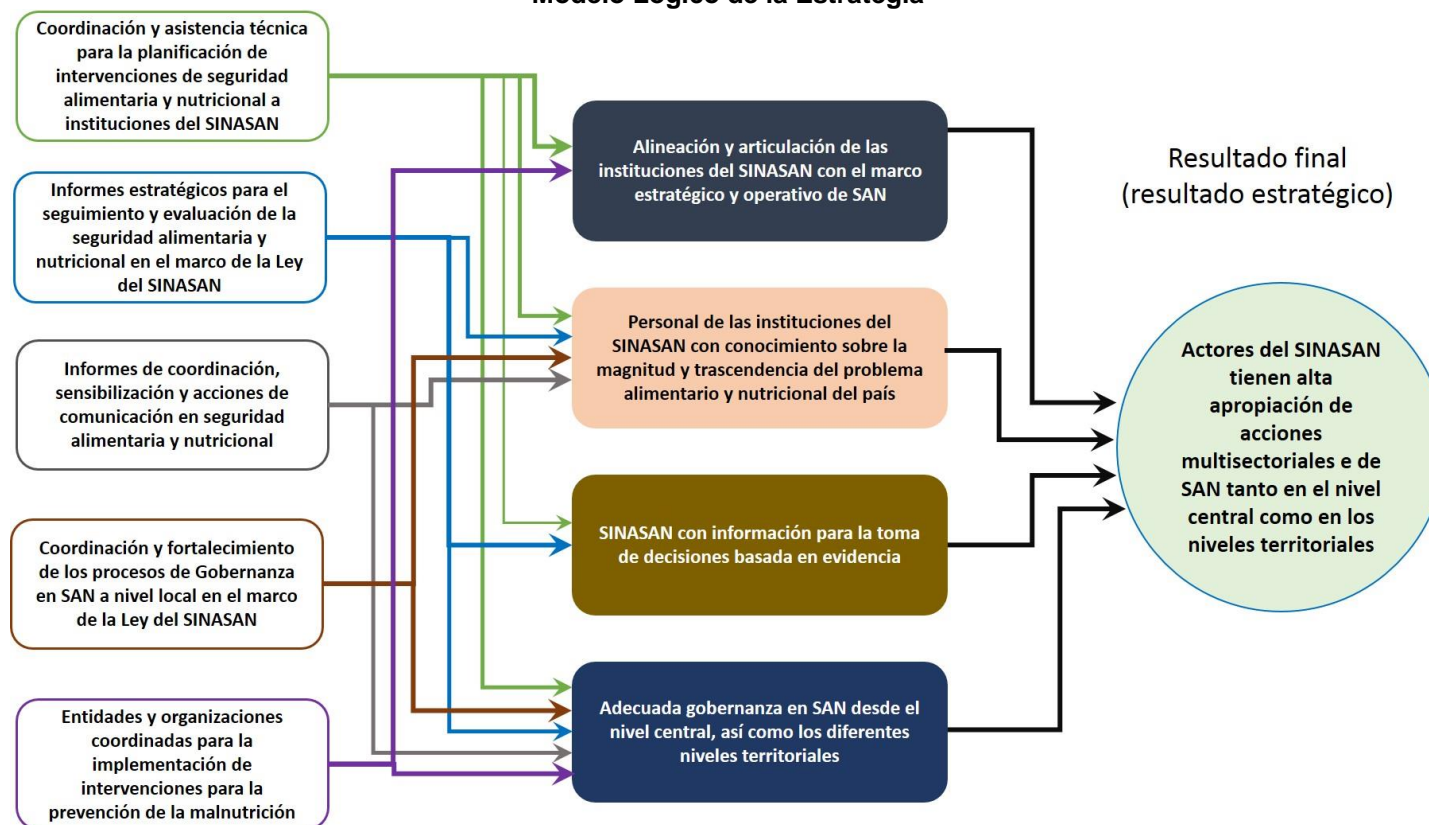 Modelo Lógico de la Estrategia
Coordinación y asistencia técnica
para la planificación de
intervenciones de seguridad
alimentaria y nutricional a
instituciones del SINASAN
Informes estratégicos para el
seguimiento y evaluación de la
seguridad alimentaria y
nutricional en el marco de la Ley
del SINASAN
Informes de coordinación,
sensibilización y acciones de
comunicación en seguridad
alimentaria y nutricional
Coordinación y fortalecimiento
de los procesos de Gobernanza
en SAN a nivel local en el marco
de la Ley del SINASAN
Entidades y organizaciones
coordinadas para la
implementación de
intervenciones para la
prevención de la malnutrición
Alineación y articulación de las
instituciones del SINASAN con el marco
estratégico y operativo de SAN
Personal de las instituciones del
SINASAN con conocimiento sobre la
magnitud y trascendencia del problema
alimentario y nutricional del país
SINASAN con información para la toma
de decisiones basada en evidencia
Adecuada gobernanza en SAN desde el
nivel central, así como los diferentes
niveles territoriales
Resultado final
(resultado estratégico)
Actores del SINASAN
tienen alta
apropiación de
acciones
multisectoriales e de
SAN tanto en el nivel
central como en los
niveles territoriales